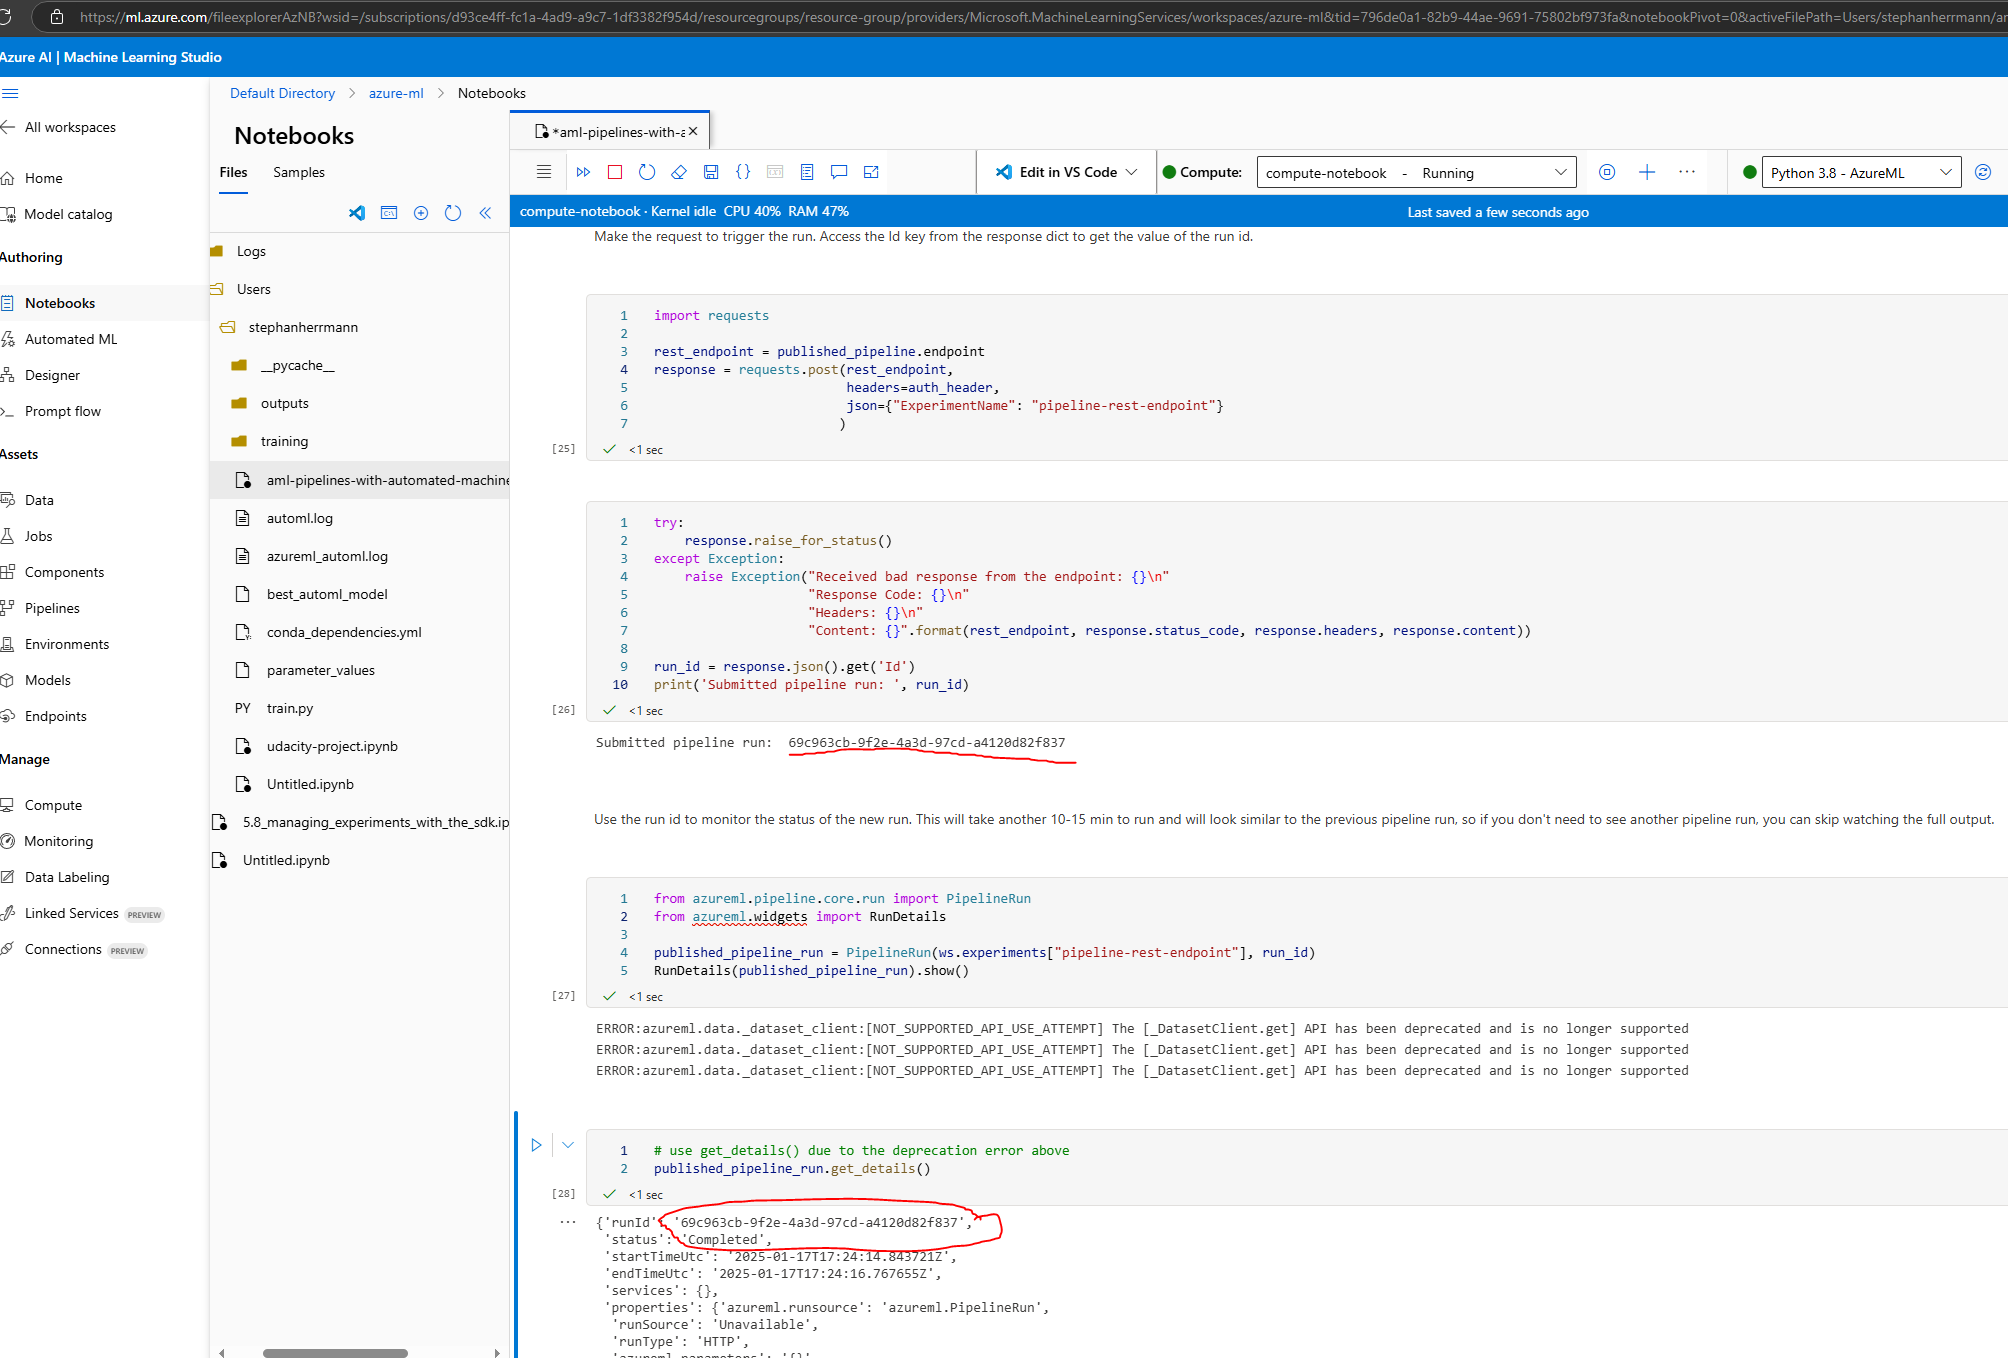 https://ml.azure.com/fileexplorerAzNB?wsid=/subscriptions/d93ce4ff-fc1a-4ad9-a9c7-1df3382f954d/resourcegroups/resource-group/providers/Microsoft.MachineLearningServices/workspaces/azure-ml&tid=796de0a1-82b9-44ae-9691-75802bf973fa&notebookPivot=0&activeFilePath=Users/stephanherrmann/
Azure AI | Machine Learning Studio
Default Directory > azure-ml > Notebooks
All workspaces
Home
Model catalog
Authoring
Notebooks
Automated ML
Designer
Prompt flow
Assets
Data
Jobs
Components
Pipelines
Environments
Models
Endpoints
Manage
Compute
Monitoring
Data Labeling
Linked Services PREVIEW
Connections PREVIEW
Notebooks
Files Samples
Logs
Users
stephanherrmann
__pycache__
outputs
training
aml-pipelines-with-automated-machine
automl.log
azureml_automl.log
best_automl_model
conda_dependencies.yml
parameter_values
PY train.py
udacity-project.ipynb
Untitled.ipynb
5.8_managing_experiments_with_the_sdk.ip
Untitled.ipynb
*aml-pipelines-with-a
Edit in VS Code
Compute: compute-notebook - Running
Python 3.8 - AzureML
compute-notebook · Kernel idle CPU 40% RAM 47%
Last saved a few seconds ago
Make the request to trigger the run. Access the Id key from the response dict to get the value of the run id.
1 import requests
2
3 rest_endpoint = published_pipeline.endpoint
4 response = requests.post(rest_endpoint,
5 headers=auth_header,
6 json={"ExperimentName": "pipeline-rest-endpoint"}
7 )
[25] <1 sec
1 try:
2 response.raise_for_status()
3 except Exception:
4 raise Exception("Received bad response from the endpoint: {}\n"
5 "Response Code: {}\n"
6 "Headers: {}\n"
7 "Content: {}".format(rest_endpoint, response.status_code, response.headers, response.content))
8
9 run_id = response.json().get('Id')
10 print('Submitted pipeline run: ', run_id)
[26] <1 sec
Submitted pipeline run: 69c963cb-9f2e-4a3d-97cd-a4120d82f837
Use the run id to monitor the status of the new run. This will take another 10-15 min to run and will look similar to the previous pipeline run, so if you don't need to see another pipeline run, you can skip watching the full output.
1 from azureml.pipeline.core.run import PipelineRun
2 from azureml.widgets import RunDetails
3
4 published_pipeline_run = PipelineRun(ws.experiments["pipeline-rest-endpoint"], run_id)
5 RunDetails(published_pipeline_run).show()
[27] <1 sec
ERROR:azureml.data._dataset_client:[NOT_SUPPORTED_API_USE_ATTEMPT] The [_DatasetClient.get] API has been deprecated and is no longer supported
ERROR:azureml.data._dataset_client:[NOT_SUPPORTED_API_USE_ATTEMPT] The [_DatasetClient.get] API has been deprecated and is no longer supported
ERROR:azureml.data._dataset_client:[NOT_SUPPORTED_API_USE_ATTEMPT] The [_DatasetClient.get] API has been deprecated and is no longer supported
1 # use get_details() due to the deprecation error above
2 published_pipeline_run.get_details()
[28] <1 sec
{'runId': '69c963cb-9f2e-4a3d-97cd-a4120d82f837',
'status': 'Completed',
'startTimeUtc': '2025-01-17T17:24:14.843721Z',
'endTimeUtc': '2025-01-17T17:24:16.767655Z',
'services': {},
'properties': {'azureml.runsource': 'azureml.PipelineRun',
'runSource': 'Unavailable',
'runType': 'HTTP',
'azureml.parameters': '{}',